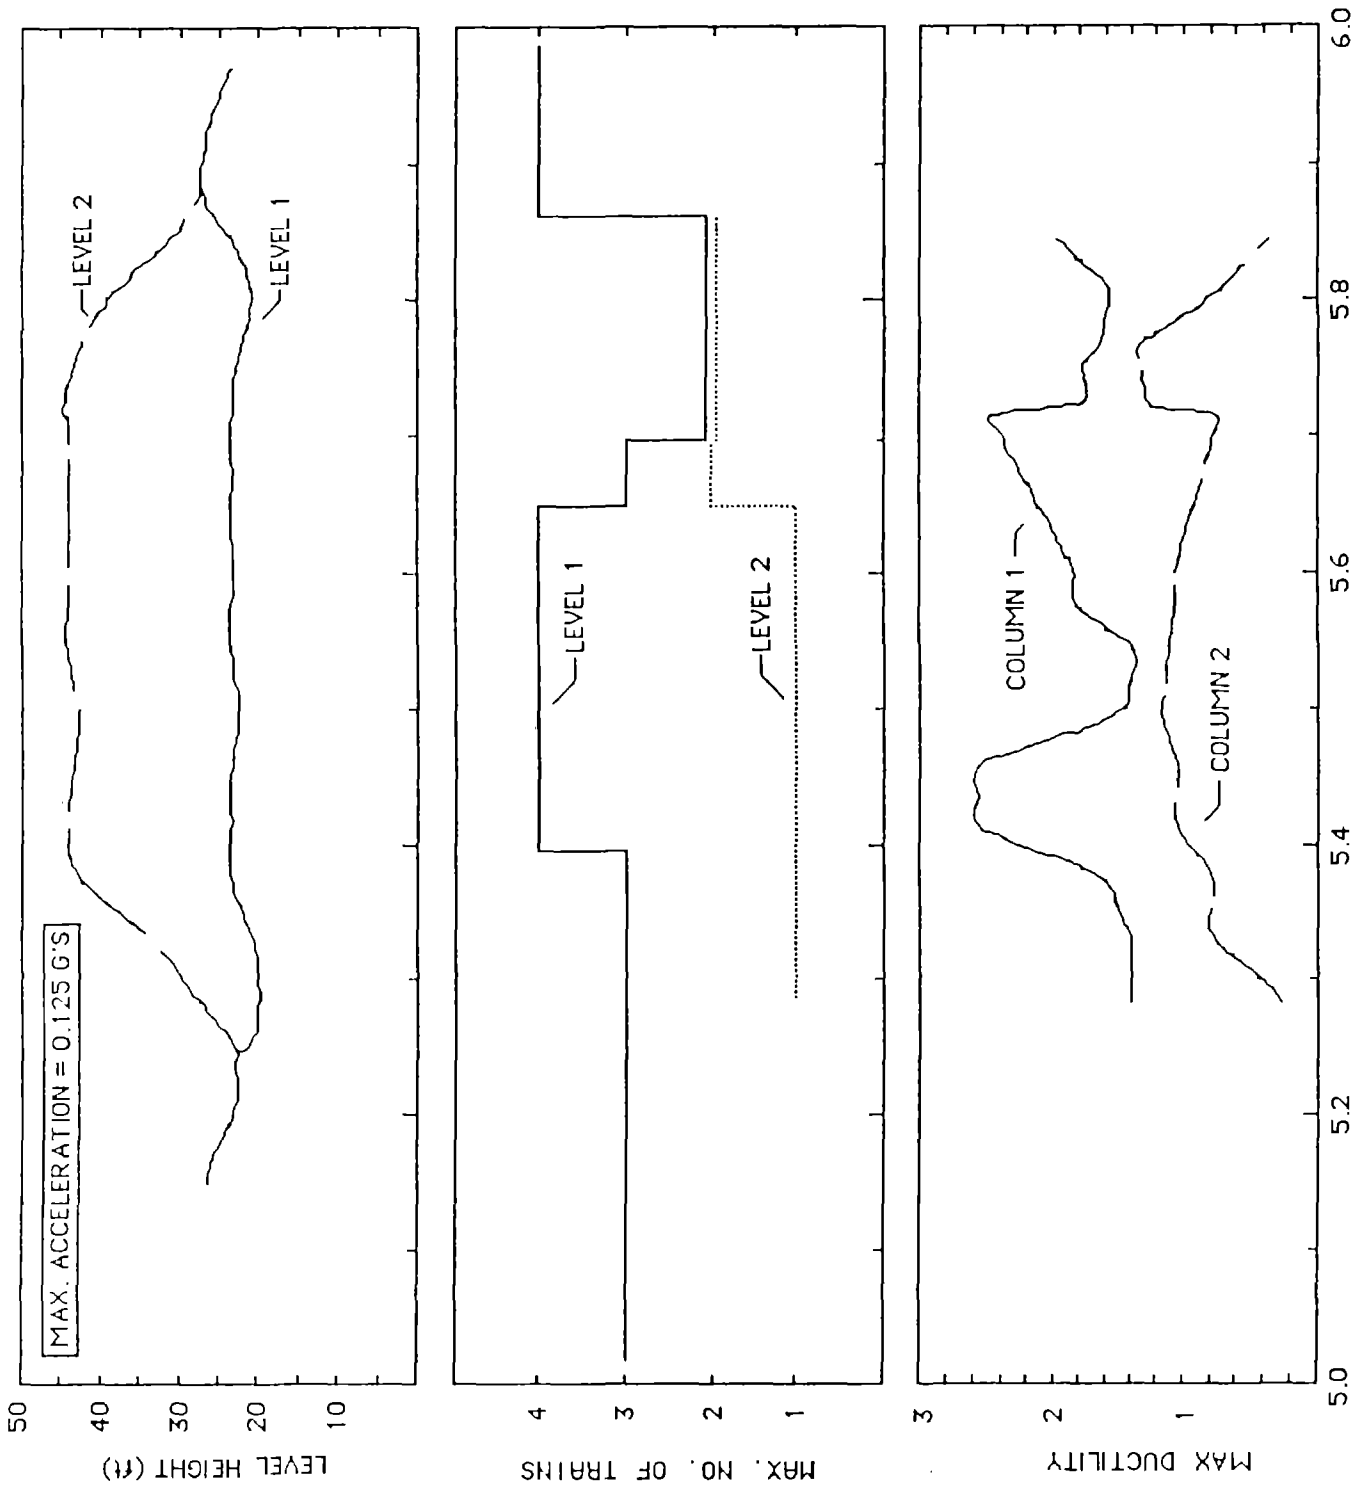 MAX. ACCELERATION = 0.125 G'S
LEVEL HEIGHT (ft)
50
40
30
20
10
LEVEL 2
LEVEL 1
MAX. NO. OF TRAINS
4
3
2
1
LEVEL 1
LEVEL 2
MAX DUCTILITY
3
2
1
COLUMN 1
COLUMN 2
5.0
5.2
5.4
5.6
5.8
6.0